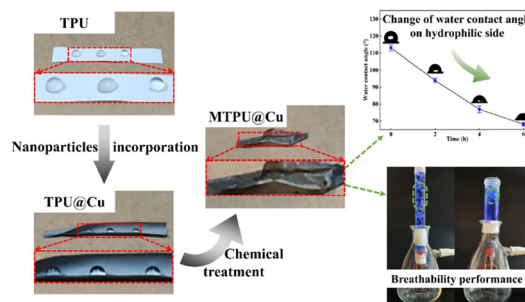 TPU
Nanoparticles incorporation
TPU@Cu
Chemical
treatment
MTPU@Cu
Change of water contact angle
on hydrophilic side
Water contact angle (°)
130
120
110
100
90
80
70
0
2
4
6
Time (h)
Breathability performance